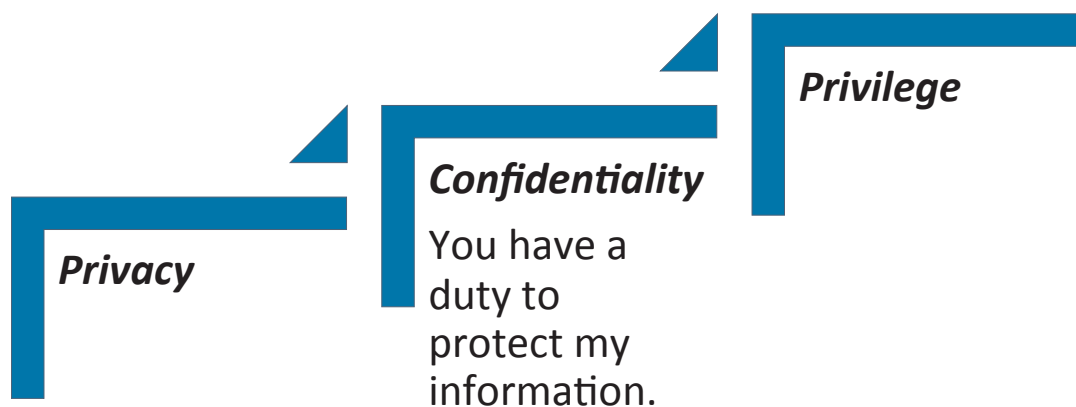 Privilege
Confidentiality
You have a
duty to
protect my
information.
Privacy